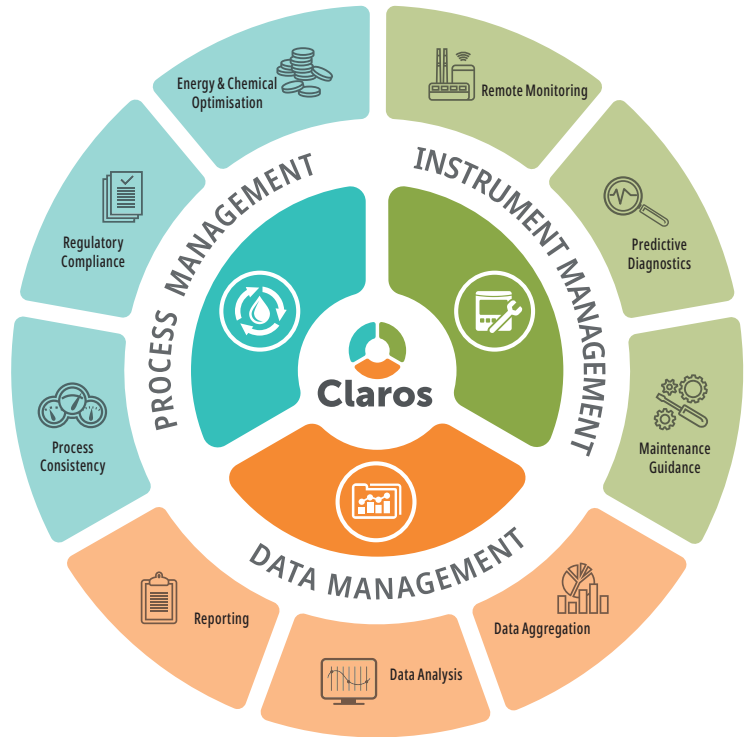 Energy & Chemical
Optimisation
Remote Monitoring
Regulatory
Compliance
Predictive
Diagnostics
PROCESS MANAGEMENT
INSTRUMENT MANAGEMENT
Claros
Process
Consistency
Maintenance
Guidance
DATA MANAGEMENT
Reporting
Data Analysis
Data Aggregation